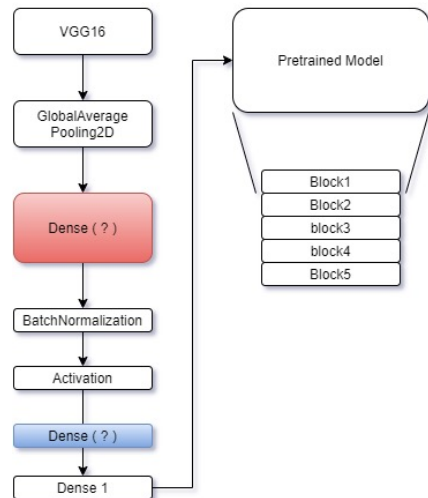 VGG16
GlobalAverage
Pooling2D
Dense ( ? )
BatchNormalization
Activation
Dense ( ? )
Dense 1
Pretrained Model
Block1
Block2
block3
block4
Block5